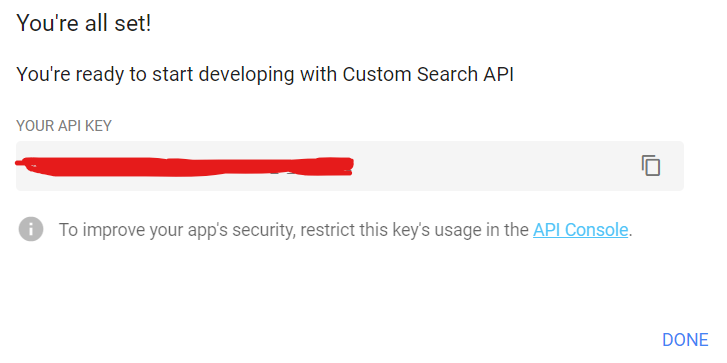 You're all set!
You're ready to start developing with Custom Search API
YOUR API KEY
To improve your app's security, restrict this key's usage in the API Console.
DONE